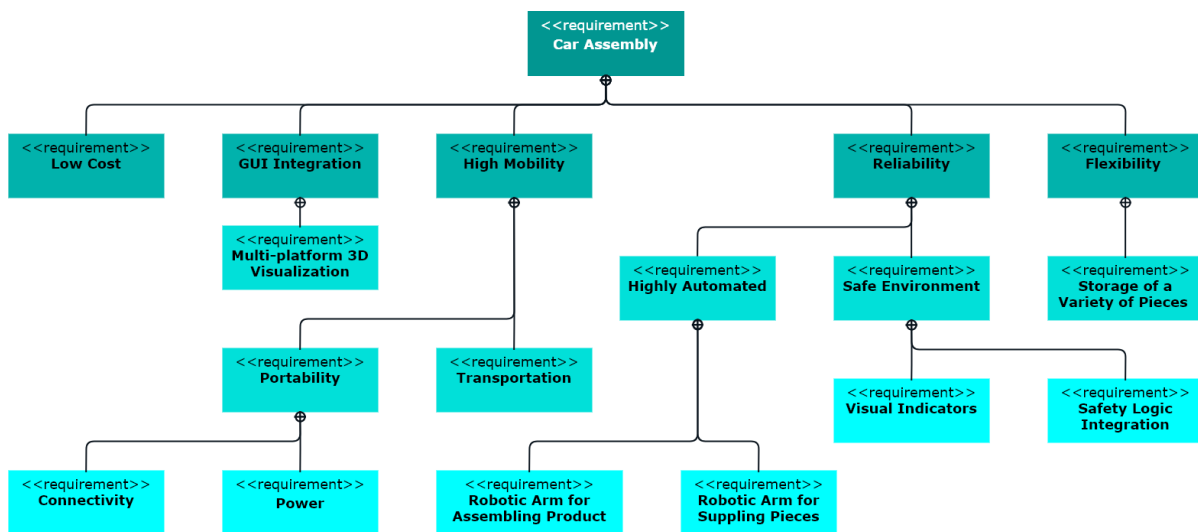 <<requirement>>
Car Assembly
<<requirement>>
Low Cost
<<requirement>>
GUI Integration
<<requirement>>
High Mobility
<<requirement>>
Reliability
<<requirement>>
Flexibility
<<requirement>>
Multi-platform 3D
Visualization
<<requirement>>
Highly Automated
<<requirement>>
Safe Environment
<<requirement>>
Storage of a
Variety of Pieces
<<requirement>>
Portability
<<requirement>>
Transportation
<<requirement>>
Visual Indicators
<<requirement>>
Safety Logic
Integration
<<requirement>>
Connectivity
<<requirement>>
Power
<<requirement>>
Robotic Arm for
Assembling Product
<<requirement>>
Robotic Arm for
Suppling Pieces